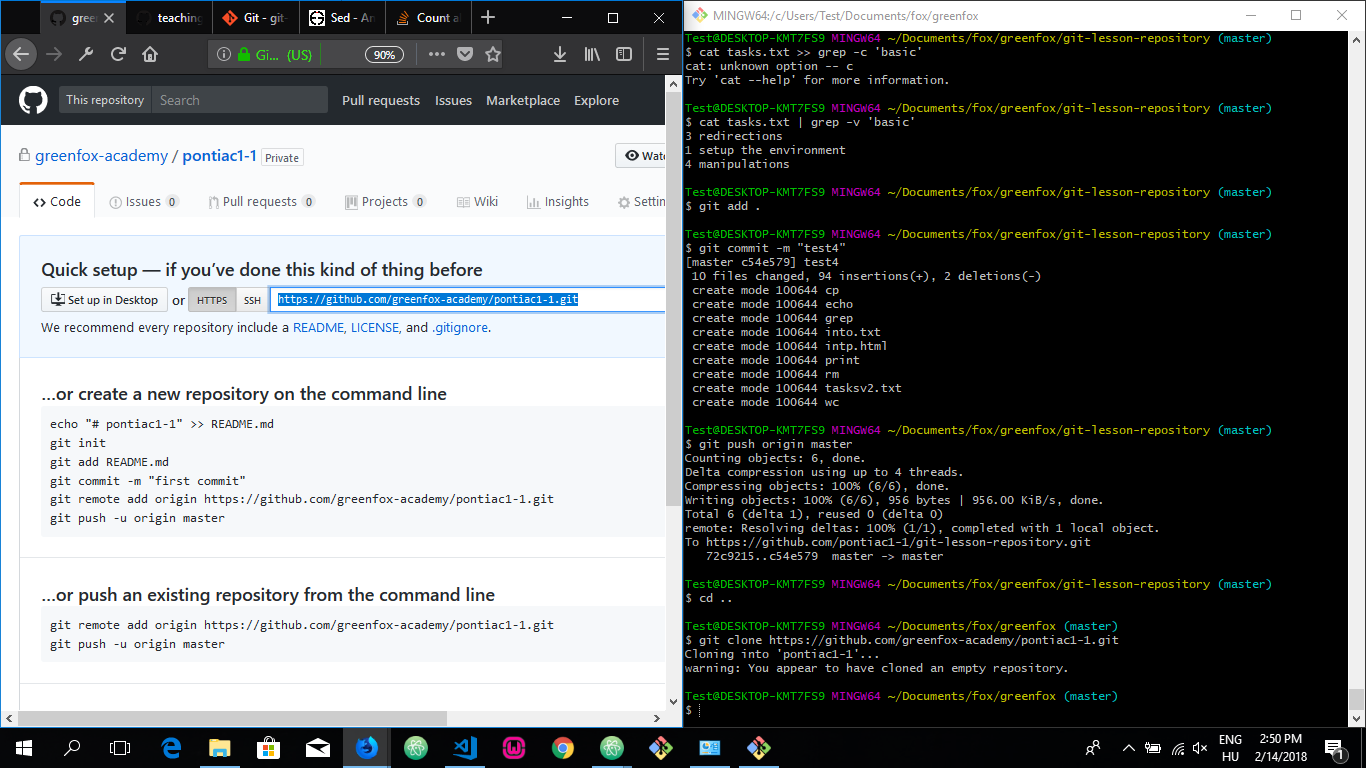 gree
teaching
Git - git-
Sed - An
Count a
Gi... (US)
90%
This repository
Search
Pull requests
Issues
Marketplace
Explore
greenfox-academy / pontiac1-1
Private
Watc
Code
Issues 0
Pull requests 0
Projects 0
Wiki
Insights
Settin
Quick setup — if you've done this kind of thing before
Set up in Desktop
or
HTTPS
SSH
https://github.com/greenfox-academy/pontiac1-1.git
We recommend every repository include a README, LICENSE, and .gitignore.
…or create a new repository on the command line
echo "# pontiac1-1" >> README.md
git init
git add README.md
git commit -m "first commit"
git remote add origin https://github.com/greenfox-academy/pontiac1-1.git
git push -u origin master
…or push an existing repository from the command line
git remote add origin https://github.com/greenfox-academy/pontiac1-1.git
git push -u origin master
MINGW64:/c/Users/Test/Documents/fox/greenfox
Test@DESKTOP-KMT7FS9 MINGW64 ~/Documents/fox/greenfox/git-lesson-repository (master)
$ cat tasks.txt >> grep -c 'basic'
cat: unknown option -- c
Try 'cat --help' for more information.
Test@DESKTOP-KMT7FS9 MINGW64 ~/Documents/fox/greenfox/git-lesson-repository (master)
$ cat tasks.txt | grep -v 'basic'
3 redirections
1 setup the environment
4 manipulations
Test@DESKTOP-KMT7FS9 MINGW64 ~/Documents/fox/greenfox/git-lesson-repository (master)
$ git add .
Test@DESKTOP-KMT7FS9 MINGW64 ~/Documents/fox/greenfox/git-lesson-repository (master)
$ git commit -m "test4"
[master c54e579] test4
10 files changed, 94 insertions(+), 2 deletions(-)
create mode 100644 cp
create mode 100644 echo
create mode 100644 grep
create mode 100644 into.txt
create mode 100644 intp.html
create mode 100644 print
create mode 100644 rm
create mode 100644 tasksv2.txt
create mode 100644 wc
Test@DESKTOP-KMT7FS9 MINGW64 ~/Documents/fox/greenfox/git-lesson-repository (master)
$ git push origin master
Counting objects: 6, done.
Delta compression using up to 4 threads.
Compressing objects: 100% (6/6), done.
Writing objects: 100% (6/6), 956 bytes | 956.00 KiB/s, done.
Total 6 (delta 1), reused 0 (delta 0)
remote: Resolving deltas: 100% (1/1), completed with 1 local object.
To https://github.com/pontiac1-1/git-lesson-repository.git
72c9215..c54e579  master -> master
Test@DESKTOP-KMT7FS9 MINGW64 ~/Documents/fox/greenfox/git-lesson-repository (master)
$ cd ..
Test@DESKTOP-KMT7FS9 MINGW64 ~/Documents/fox/greenfox (master)
$ git clone https://github.com/greenfox-academy/pontiac1-1.git
Cloning into 'pontiac1-1'...
warning: You appear to have cloned an empty repository.
Test@DESKTOP-KMT7FS9 MINGW64 ~/Documents/fox/greenfox (master)
$
ENG
HU
2:50 PM
2/14/2018
1